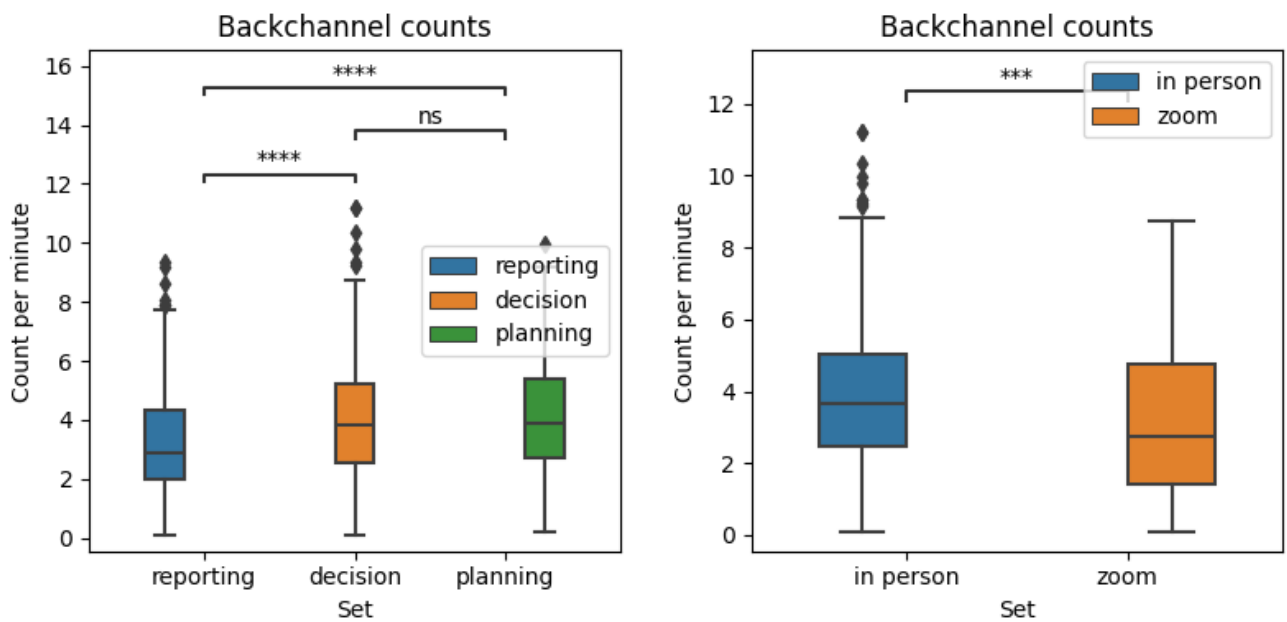 Backchannel counts
16
14
12
10
8
6
4
2
0
Count per minute
****
ns
****
reporting
decision
planning
reporting
decision
planning
Set
Backchannel counts
12
10
8
6
4
2
0
Count per minute
***
in person
zoom
in person
zoom
Set